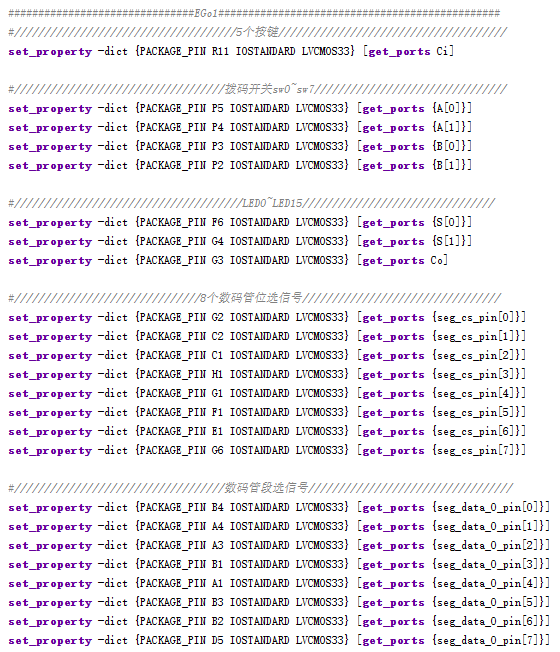 ###############################EGo1###############################################
#//////////////////////////////////////5个按键///////////////////////////////////////
set_property -dict {PACKAGE_PIN R11 IOSTANDARD LVCMOS33} [get_ports Ci]
#////////////////////////////////////拨码开关sw0~sw7/////////////////////////////////
set_property -dict {PACKAGE_PIN P5 IOSTANDARD LVCMOS33} [get_ports {A[0]}]
set_property -dict {PACKAGE_PIN P4 IOSTANDARD LVCMOS33} [get_ports {A[1]}]
set_property -dict {PACKAGE_PIN P3 IOSTANDARD LVCMOS33} [get_ports {B[0]}]
set_property -dict {PACKAGE_PIN P2 IOSTANDARD LVCMOS33} [get_ports {B[1]}]
#///////////////////////////////////////LED0~LED15/////////////////////////////////
set_property -dict {PACKAGE_PIN F6 IOSTANDARD LVCMOS33} [get_ports {S[0]}]
set_property -dict {PACKAGE_PIN G4 IOSTANDARD LVCMOS33} [get_ports {S[1]}]
set_property -dict {PACKAGE_PIN G3 IOSTANDARD LVCMOS33} [get_ports Co]
#////////////////////////////////8个数码管位选信号//////////////////////////////////
set_property -dict {PACKAGE_PIN G2 IOSTANDARD LVCMOS33} [get_ports {seg_cs_pin[0]}]
set_property -dict {PACKAGE_PIN C2 IOSTANDARD LVCMOS33} [get_ports {seg_cs_pin[1]}]
set_property -dict {PACKAGE_PIN C1 IOSTANDARD LVCMOS33} [get_ports {seg_cs_pin[2]}]
set_property -dict {PACKAGE_PIN H1 IOSTANDARD LVCMOS33} [get_ports {seg_cs_pin[3]}]
set_property -dict {PACKAGE_PIN G1 IOSTANDARD LVCMOS33} [get_ports {seg_cs_pin[4]}]
set_property -dict {PACKAGE_PIN F1 IOSTANDARD LVCMOS33} [get_ports {seg_cs_pin[5]}]
set_property -dict {PACKAGE_PIN E1 IOSTANDARD LVCMOS33} [get_ports {seg_cs_pin[6]}]
set_property -dict {PACKAGE_PIN G6 IOSTANDARD LVCMOS33} [get_ports {seg_cs_pin[7]}]
#////////////////////////////////////数码管段选信号///////////////////////////////////
set_property -dict {PACKAGE_PIN B4 IOSTANDARD LVCMOS33} [get_ports {seg_data_0_pin[0]}]
set_property -dict {PACKAGE_PIN A4 IOSTANDARD LVCMOS33} [get_ports {seg_data_0_pin[1]}]
set_property -dict {PACKAGE_PIN A3 IOSTANDARD LVCMOS33} [get_ports {seg_data_0_pin[2]}]
set_property -dict {PACKAGE_PIN B1 IOSTANDARD LVCMOS33} [get_ports {seg_data_0_pin[3]}]
set_property -dict {PACKAGE_PIN A1 IOSTANDARD LVCMOS33} [get_ports {seg_data_0_pin[4]}]
set_property -dict {PACKAGE_PIN B3 IOSTANDARD LVCMOS33} [get_ports {seg_data_0_pin[5]}]
set_property -dict {PACKAGE_PIN B2 IOSTANDARD LVCMOS33} [get_ports {seg_data_0_pin[6]}]
set_property -dict {PACKAGE_PIN D5 IOSTANDARD LVCMOS33} [get_ports {seg_data_0_pin[7]}]